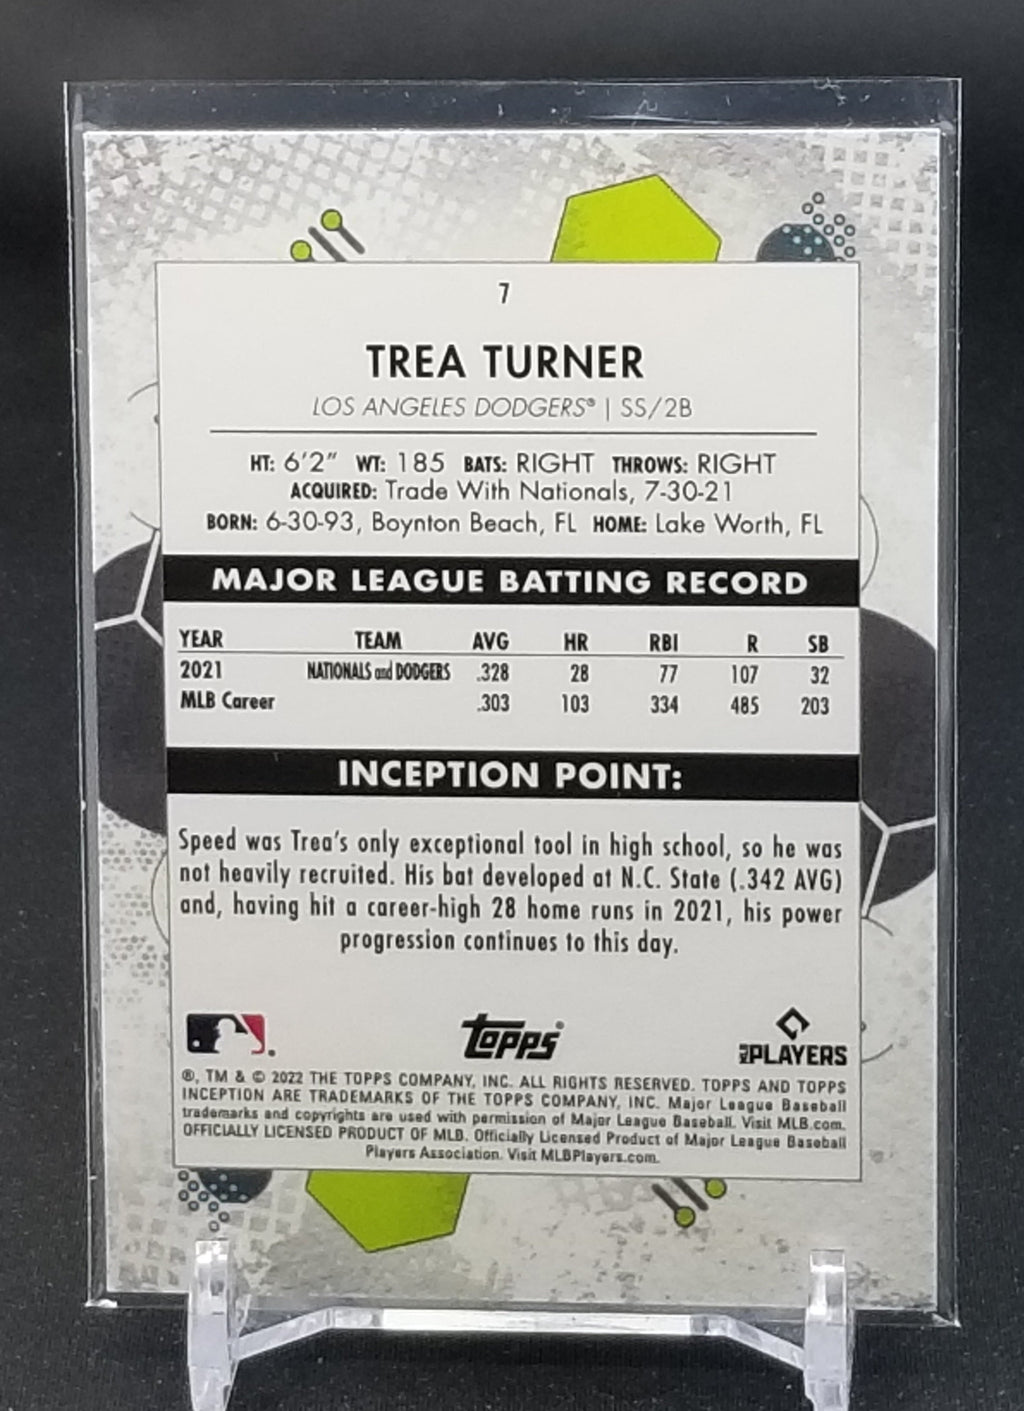 7
TREA TURNER
LOS ANGELES DODGERS® | SS/2B
HT: 6'2" WT: 185 BATS: RIGHT THROWS: RIGHT
ACQUIRED: Trade With Nationals, 7-30-21
BORN: 6-30-93, Boynton Beach, FL HOME: Lake Worth, FL
MAJOR LEAGUE BATTING RECORD
YEAR TEAM AVG HR RBI R SB
2021 NATIONALS and DODGERS .328 28 77 107 32
MLB Career .303 103 334 485 203
INCEPTION POINT:
Speed was Trea's only exceptional tool in high school, so he was
not heavily recruited. His bat developed at N.C. State (.342 AVG)
and, having hit a career-high 28 home runs in 2021, his power
progression continues to this day.
topps® MLB PLAYERS
®, TM & © 2022 THE TOPPS COMPANY, INC. ALL RIGHTS RESERVED. TOPPS AND TOPPS
INCEPTION ARE TRADEMARKS OF THE TOPPS COMPANY, INC. Major League Baseball
trademarks and copyrights are used with permission of Major League Baseball. Visit MLB.com.
OFFICIALLY LICENSED PRODUCT OF MLB. Officially Licensed Product of Major League Baseball
Players Association. Visit MLBPlayers.com.